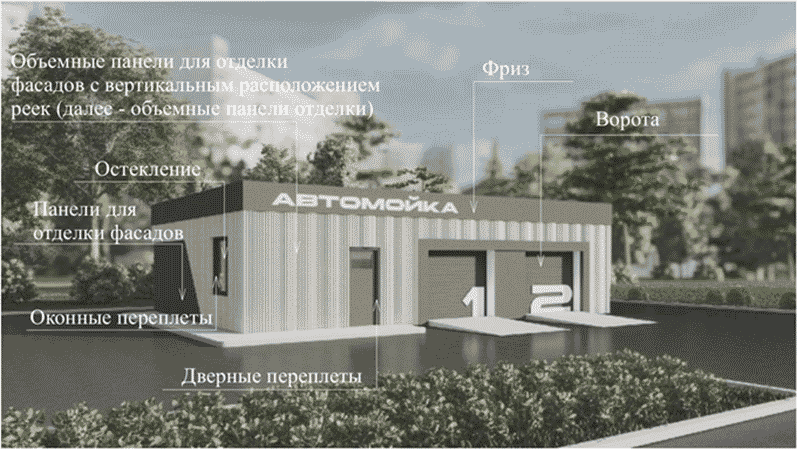 Объемные панели для отделки
фасадов с вертикальным расположением
реек (далее - объемные панели отделки)
Фриз
Ворота
Остекление
Панели для
отделки фасадов
АВТОМОЙКА
1
2
Оконные переплеты
Дверные переплеты